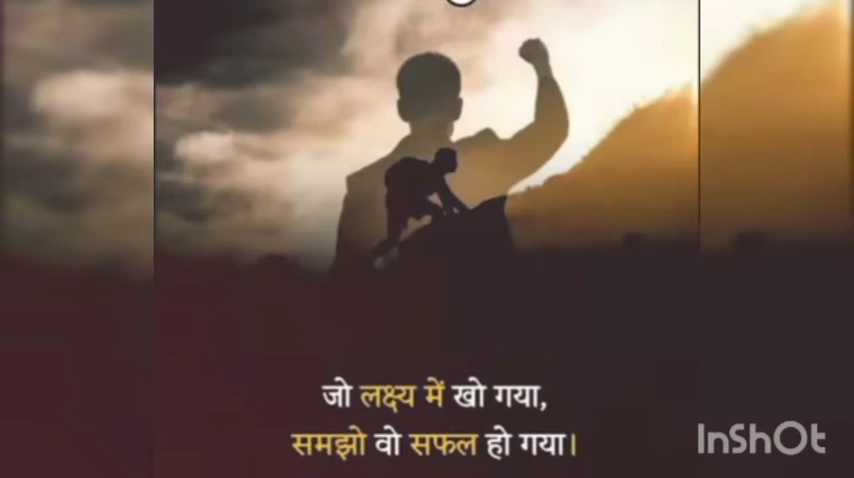 जो लक्ष्य में खो गया,
समझो वो सफल हो गया।
InShOt